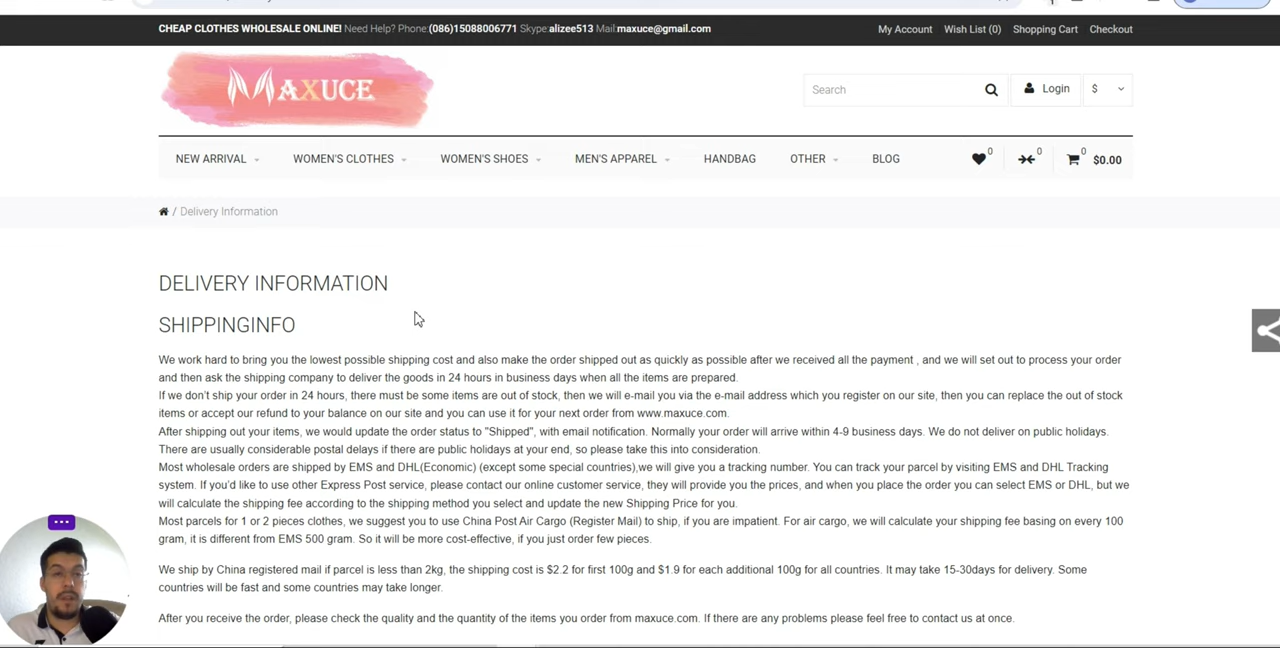 CHEAP CLOTHES WHOLESALE ONLINE! Need Help? Phone:(086)15088006771 Skype:alizee513 Mail:maxuce@gmail.com
My Account Wish List (0) Shopping Cart Checkout
MAXUCE
Search
Login
$
NEW ARRIVAL WOMEN'S CLOTHES WOMEN'S SHOES MEN'S APPAREL HANDBAG OTHER BLOG
0 0 0 $0.00
/ Delivery Information
DELIVERY INFORMATION
SHIPPINGINFO
We work hard to bring you the lowest possible shipping cost and also make the order shipped out as quickly as possible after we received all the payment , and we will set out to process your order
and then ask the shipping company to deliver the goods in 24 hours in business days when all the items are prepared.
If we don't ship your order in 24 hours, there must be some items are out of stock, then we will e-mail you via the e-mail address which you register on our site, then you can replace the out of stock
items or accept our refund to your balance on our site and you can use it for your next order from www.maxuce.com.
After shipping out your items, we would update the order status to "Shipped", with email notification. Normally your order will arrive within 4-9 business days. We do not deliver on public holidays.
There are usually considerable postal delays if there are public holidays at your end, so please take this into consideration.
Most wholesale orders are shipped by EMS and DHL(Economic) (except some special countries),we will give you a tracking number. You can track your parcel by visiting EMS and DHL Tracking
system. If you'd like to use other Express Post service, please contact our online customer service, they will provide you the prices, and when you place the order you can select EMS or DHL, but we
will calculate the shipping fee according to the shipping method you select and update the new Shipping Price for you.
Most parcels for 1 or 2 pieces clothes, we suggest you to use China Post Air Cargo (Register Mail) to ship, if you are impatient. For air cargo, we will calculate your shipping fee basing on every 100
gram, it is different from EMS 500 gram. So it will be more cost-effective, if you just order few pieces.
We ship by China registered mail if parcel is less than 2kg, the shipping cost is $2.2 for first 100g and $1.9 for each additional 100g for all countries. It may take 15-30days for delivery. Some
countries will be fast and some countries may take longer.
After you receive the order, please check the quality and the quantity of the items you order from maxuce.com. If there are any problems please feel free to contact us at once.